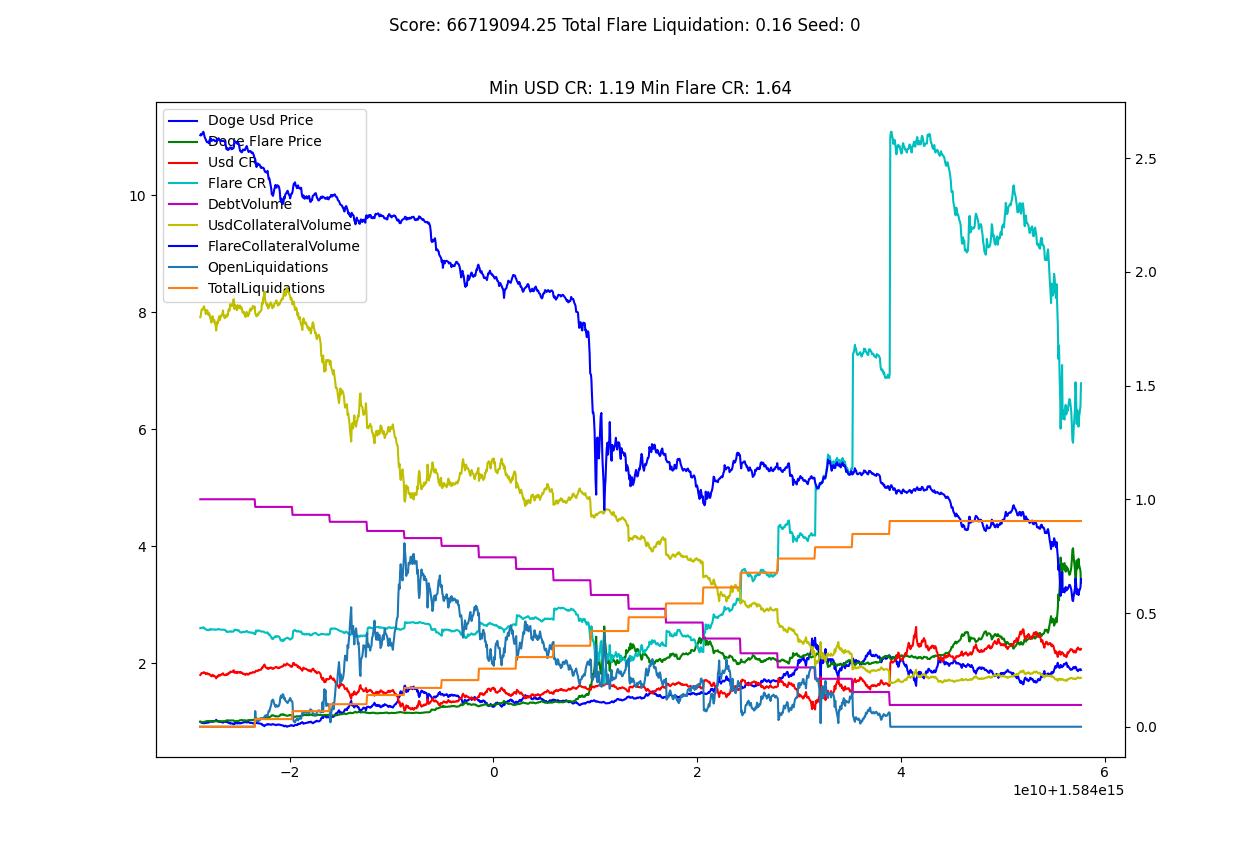 Score: 66719094.25 Total Flare Liquidation: 0.16 Seed: 0
Min USD CR: 1.19 Min Flare CR: 1.64
Doge Usd Price
Doge Flare Price
Usd CR
Flare CR
DebtVolume
UsdCollateralVolume
FlareCollateralVolume
OpenLiquidations
TotalLiquidations
10
8
6
4
2
2.5
2.0
1.5
1.0
0.5
0.0
−2
0
2
4
6
1e10+1.584e15